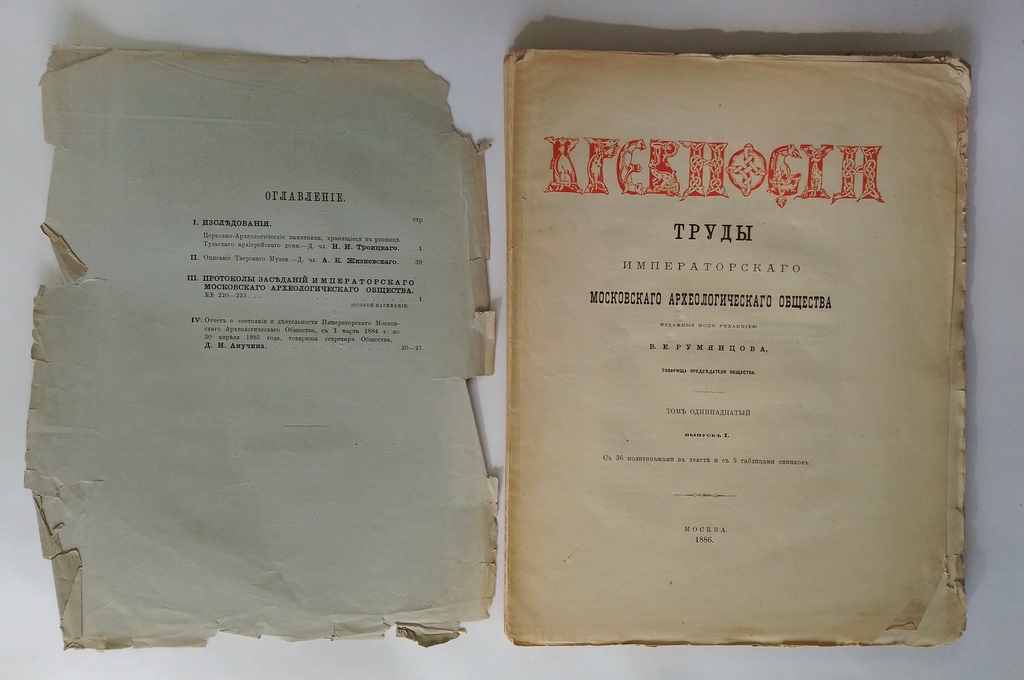 ОГЛАВЛЕНІЕ.
стр.
I. ИЗСЛѢДОВАНІЯ.
Церковно-Археологическіе памятники, хранящіеся въ ризницѣ
Тульскаго архіерейскаго дома.—Д. чл. Н. И. Троицкаго. 1.
II. Описаніе Тверскаго Музея.—Д. чл. А. К. Жизневскаго. 39.
III. ПРОТОКОЛЫ ЗАСѢДАНІЙ ИМПЕРАТОРСКАГО
МОСКОВСКАГО АРХЕОЛОГИЧЕСКАГО ОБЩЕСТВА.
№№ 220—223 1.
IV. Отчетъ о состояніи и дѣятельности Императорскаго Москов-
скаго Археологическаго Общества, съ 1 марта 1884 г. по
30 апрѣля 1885 года, товарища секретаря Общества,
Д. Н. Анучина. 20—27.
ДРЕВНОСТИ
ТРУДЫ
ИМПЕРАТОРСКАГО
МОСКОВСКАГО АРХЕОЛОГИЧЕСКАГО ОБЩЕСТВА
ИЗДАННЫЕ ПОДЪ РЕДАКЦІЕЮ
В. Е. РУМЯНЦОВА,
ТОВАРИЩА ПРЕДСѢДАТЕЛЯ ОБЩЕСТВА.
ТОМЪ ОДИННАДЦАТЫЙ
ВЫПУСКЪ I.
Съ 36 политипажами въ текстѣ и съ 5 таблицами снимковъ.
МОСКВА.
1886.